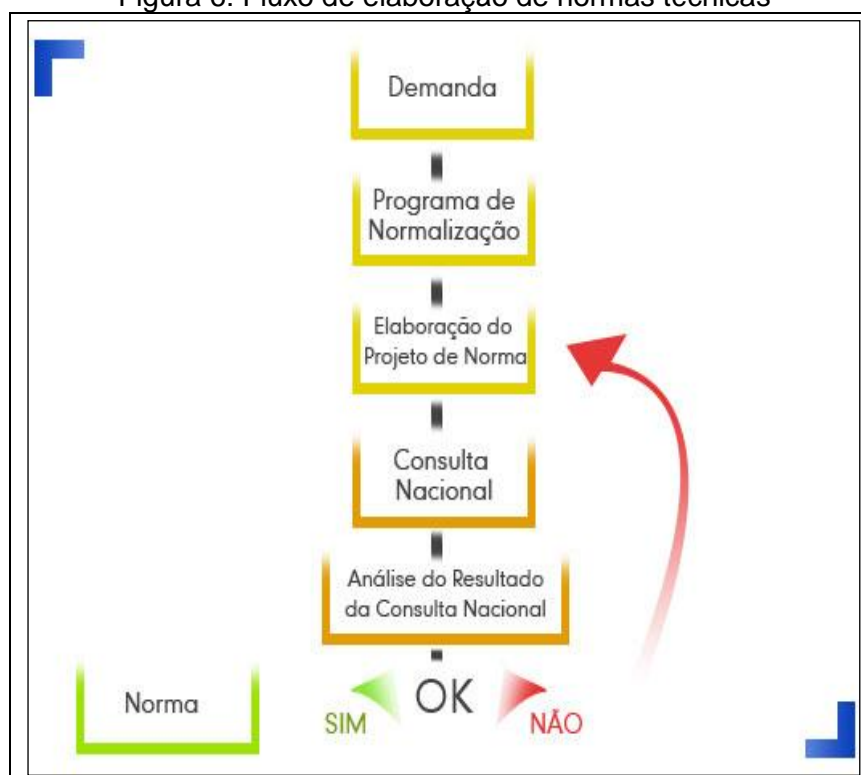 Figura 6: Fluxo de elaboração de normas técnicas
Demanda
Programa de
Normalização
Elaboração do
Projeto de Norma
Consulta
Nacional
Análise do Resultado
da Consulta Nacional
Norma
SIM
OK
NÃO